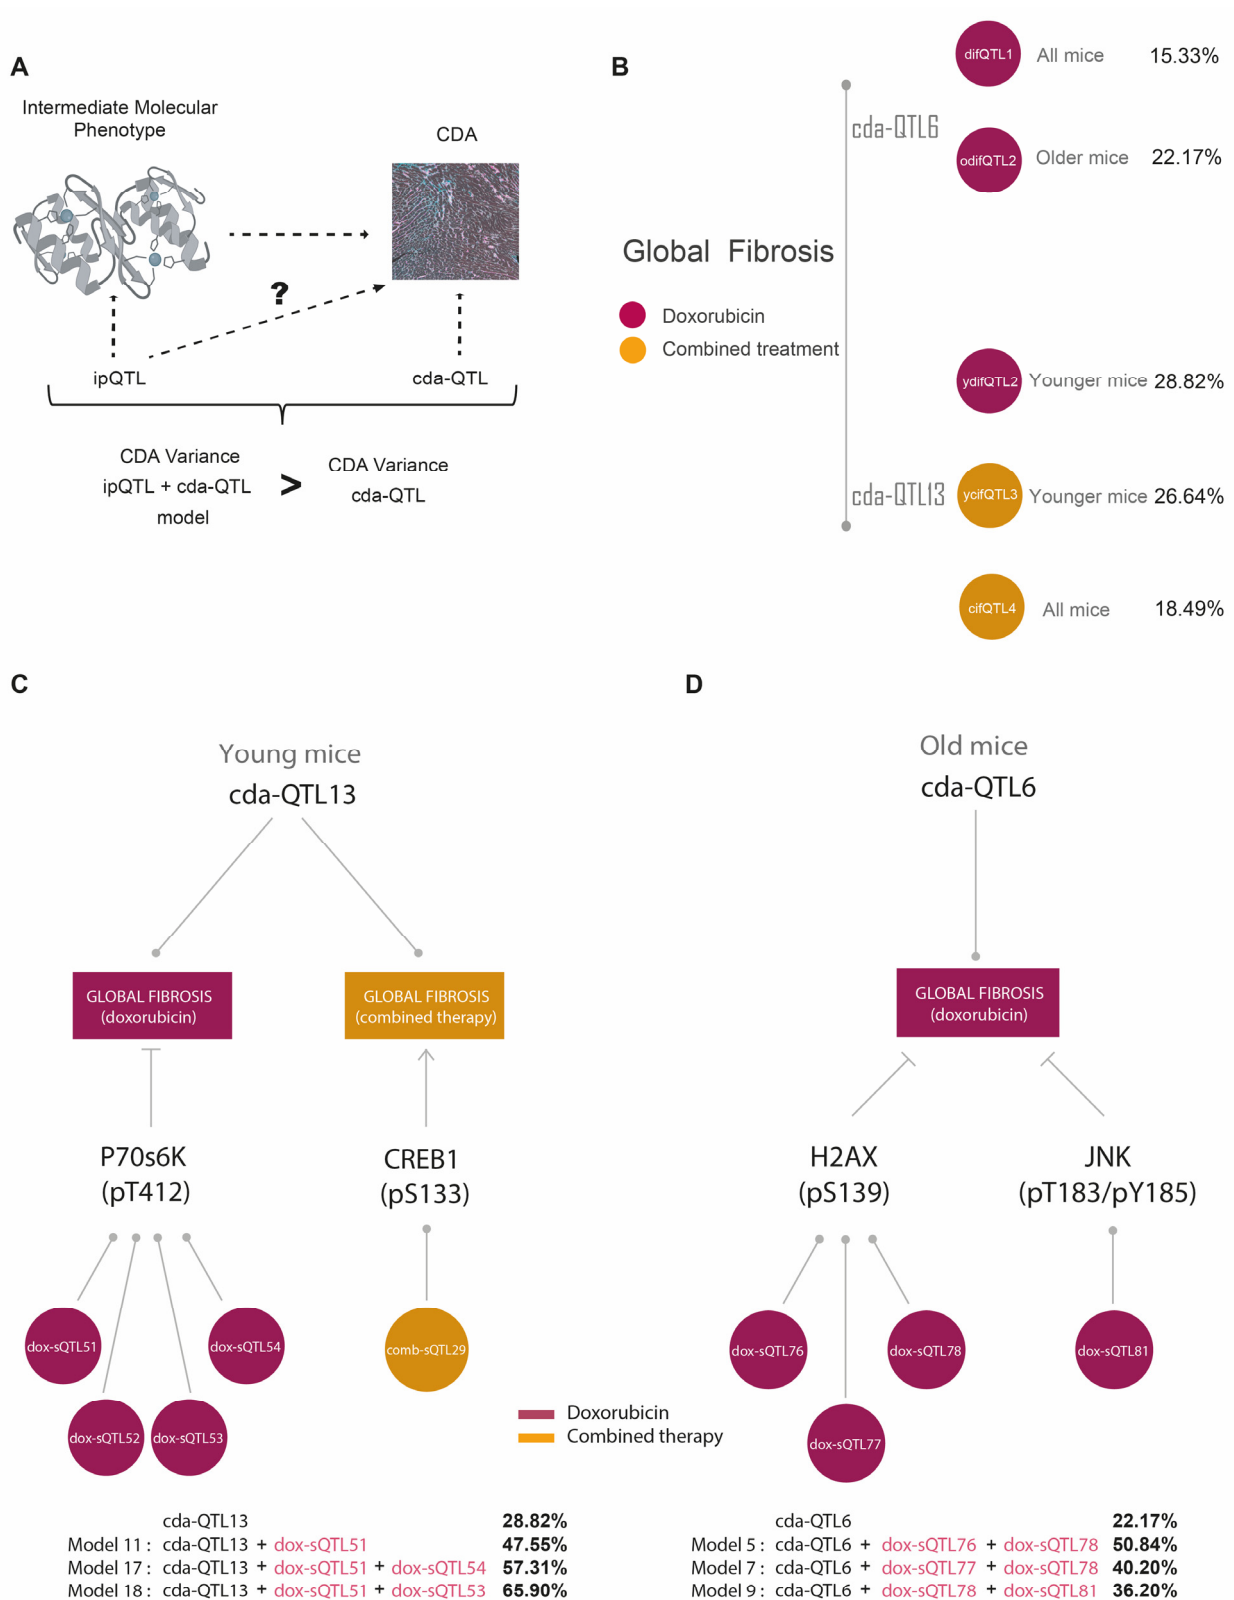 A
Intermediate Molecular
Phenotype
CDA
?
ipQTL
cda-QTL
CDA Variance
ipQTL + cda-QTL
model
>
CDA Variance
cda-QTL
B
Global Fibrosis
Doxorubicin
Combined treatment
cda-QTL6
cda-QTL13
difQTL1 All mice 15.33%
odifQTL2 Older mice 22.17%
ydifQTL2 Younger mice 28.82%
ycifQTL3 Younger mice 26.64%
cifQTL4 All mice 18.49%
C
Young mice
cda-QTL13
GLOBAL FIBROSIS
(doxorubicin)
GLOBAL FIBROSIS
(combined therapy)
P70s6K
(pT412)
CREB1
(pS133)
dox-sQTL51
dox-sQTL54
dox-sQTL52
dox-sQTL53
comb-sQTL29
Doxorubicin
Combined therapy
cda-QTL13 28.82%
Model 11 : cda-QTL13 + dox-sQTL51 47.55%
Model 17 : cda-QTL13 + dox-sQTL51 + dox-sQTL54 57.31%
Model 18 : cda-QTL13 + dox-sQTL51 + dox-sQTL53 65.90%
D
Old mice
cda-QTL6
GLOBAL FIBROSIS
(doxorubicin)
H2AX
(pS139)
JNK
(pT183/pY185)
dox-sQTL76
dox-sQTL78
dox-sQTL77
dox-sQTL81
cda-QTL6 22.17%
Model 5 : cda-QTL6 + dox-sQTL76 + dox-sQTL78 50.84%
Model 7 : cda-QTL6 + dox-sQTL77 + dox-sQTL78 40.20%
Model 9 : cda-QTL6 + dox-sQTL78 + dox-sQTL81 36.20%